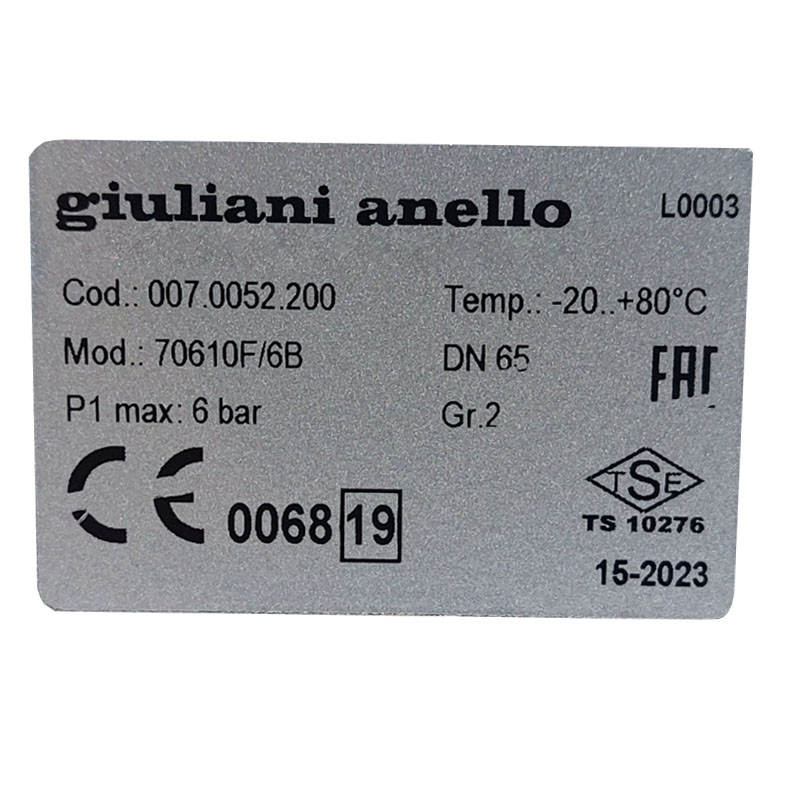 giuliani anello L0003
Cod.: 007.0052.200 Temp.: -20..+80°C
Mod.: 70610F/6B DN 65
EAC
P1 max: 6 bar Gr.2
CE 0068 19
TSE
TS 10276
15-2023